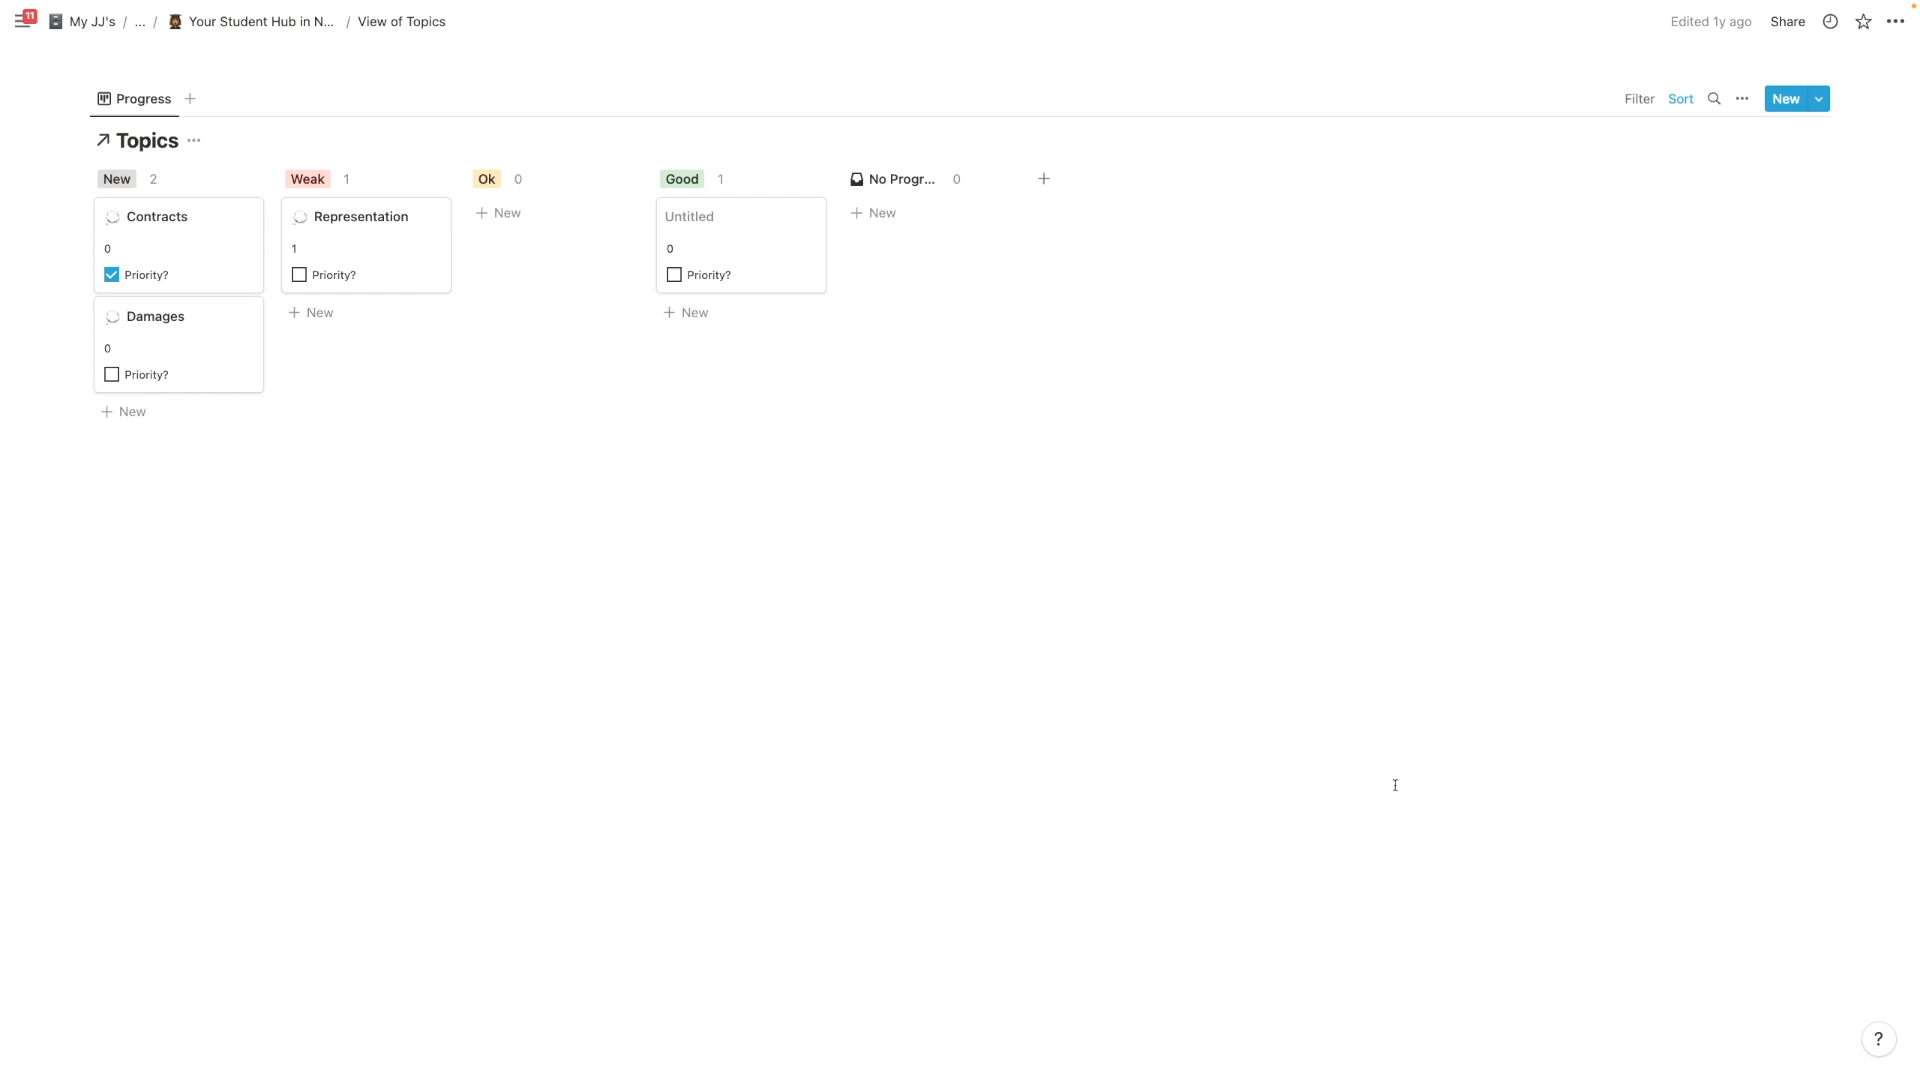 11 My JJ's / ... / Your Student Hub in N... / View of Topics Edited 1y ago Share
Progress Filter Sort New
Topics
New 2 Weak 1 Ok 0 Good 1 No Progr... 0
Contracts
0
Priority?
Damages
0
Priority?
New
Representation
1
Priority?
New
New
Untitled
0
Priority?
New
New
?